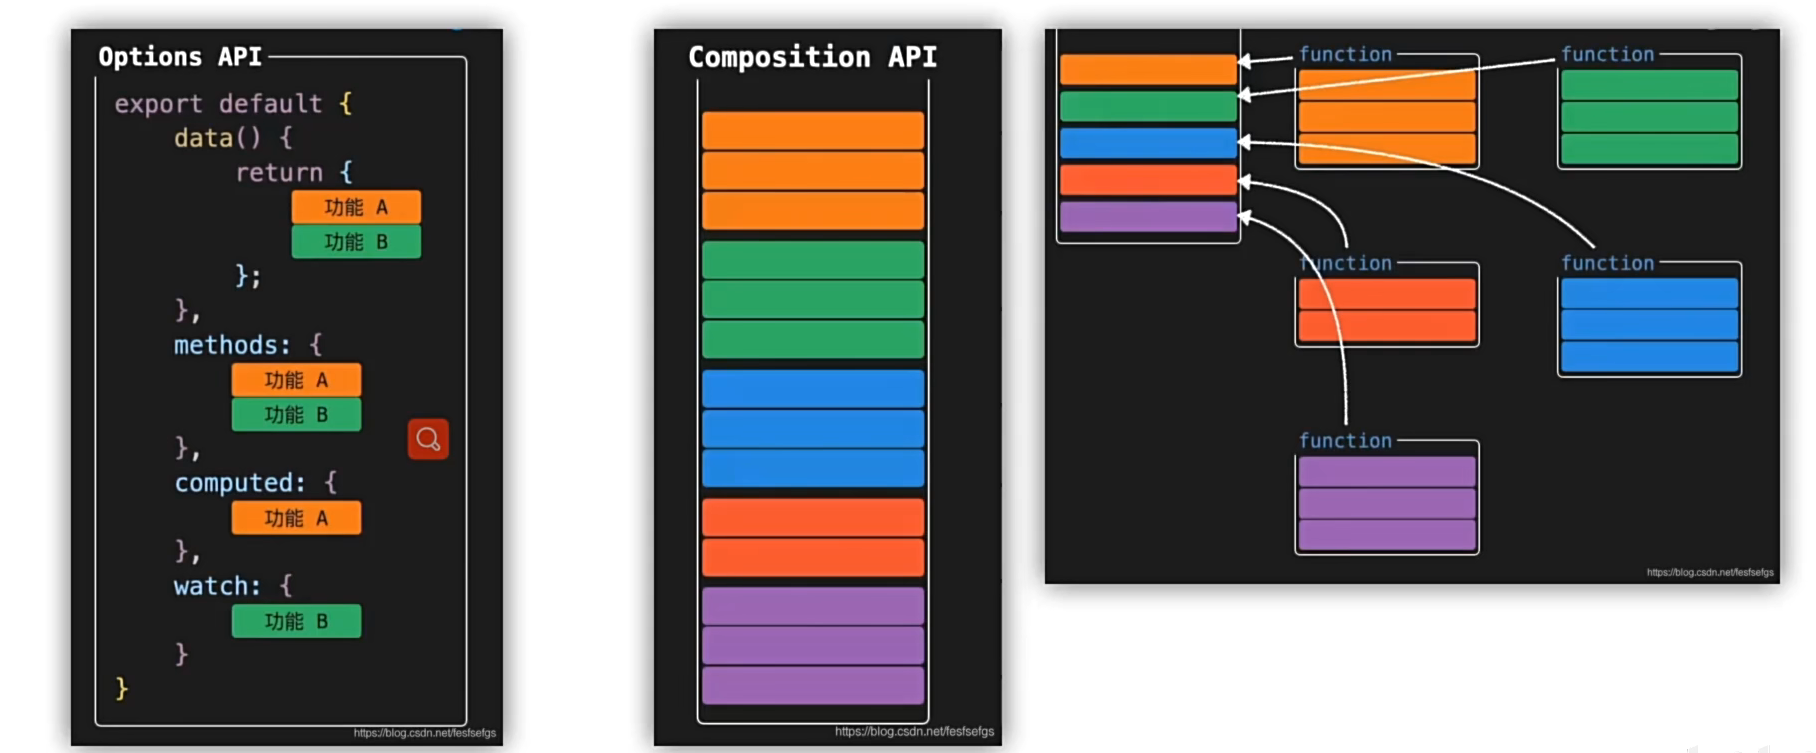 Options API
export default {
data() {
return {
功能 A
功能 B
};
},
methods: {
功能 A
功能 B
},
computed: {
功能 A
},
watch: {
功能 B
}
}
https://blog.csdn.net/fesfsefgs
Composition API
https://blog.csdn.net/fesfsefgs
function
function
function
function
function
https://blog.csdn.net/fesfsefgs